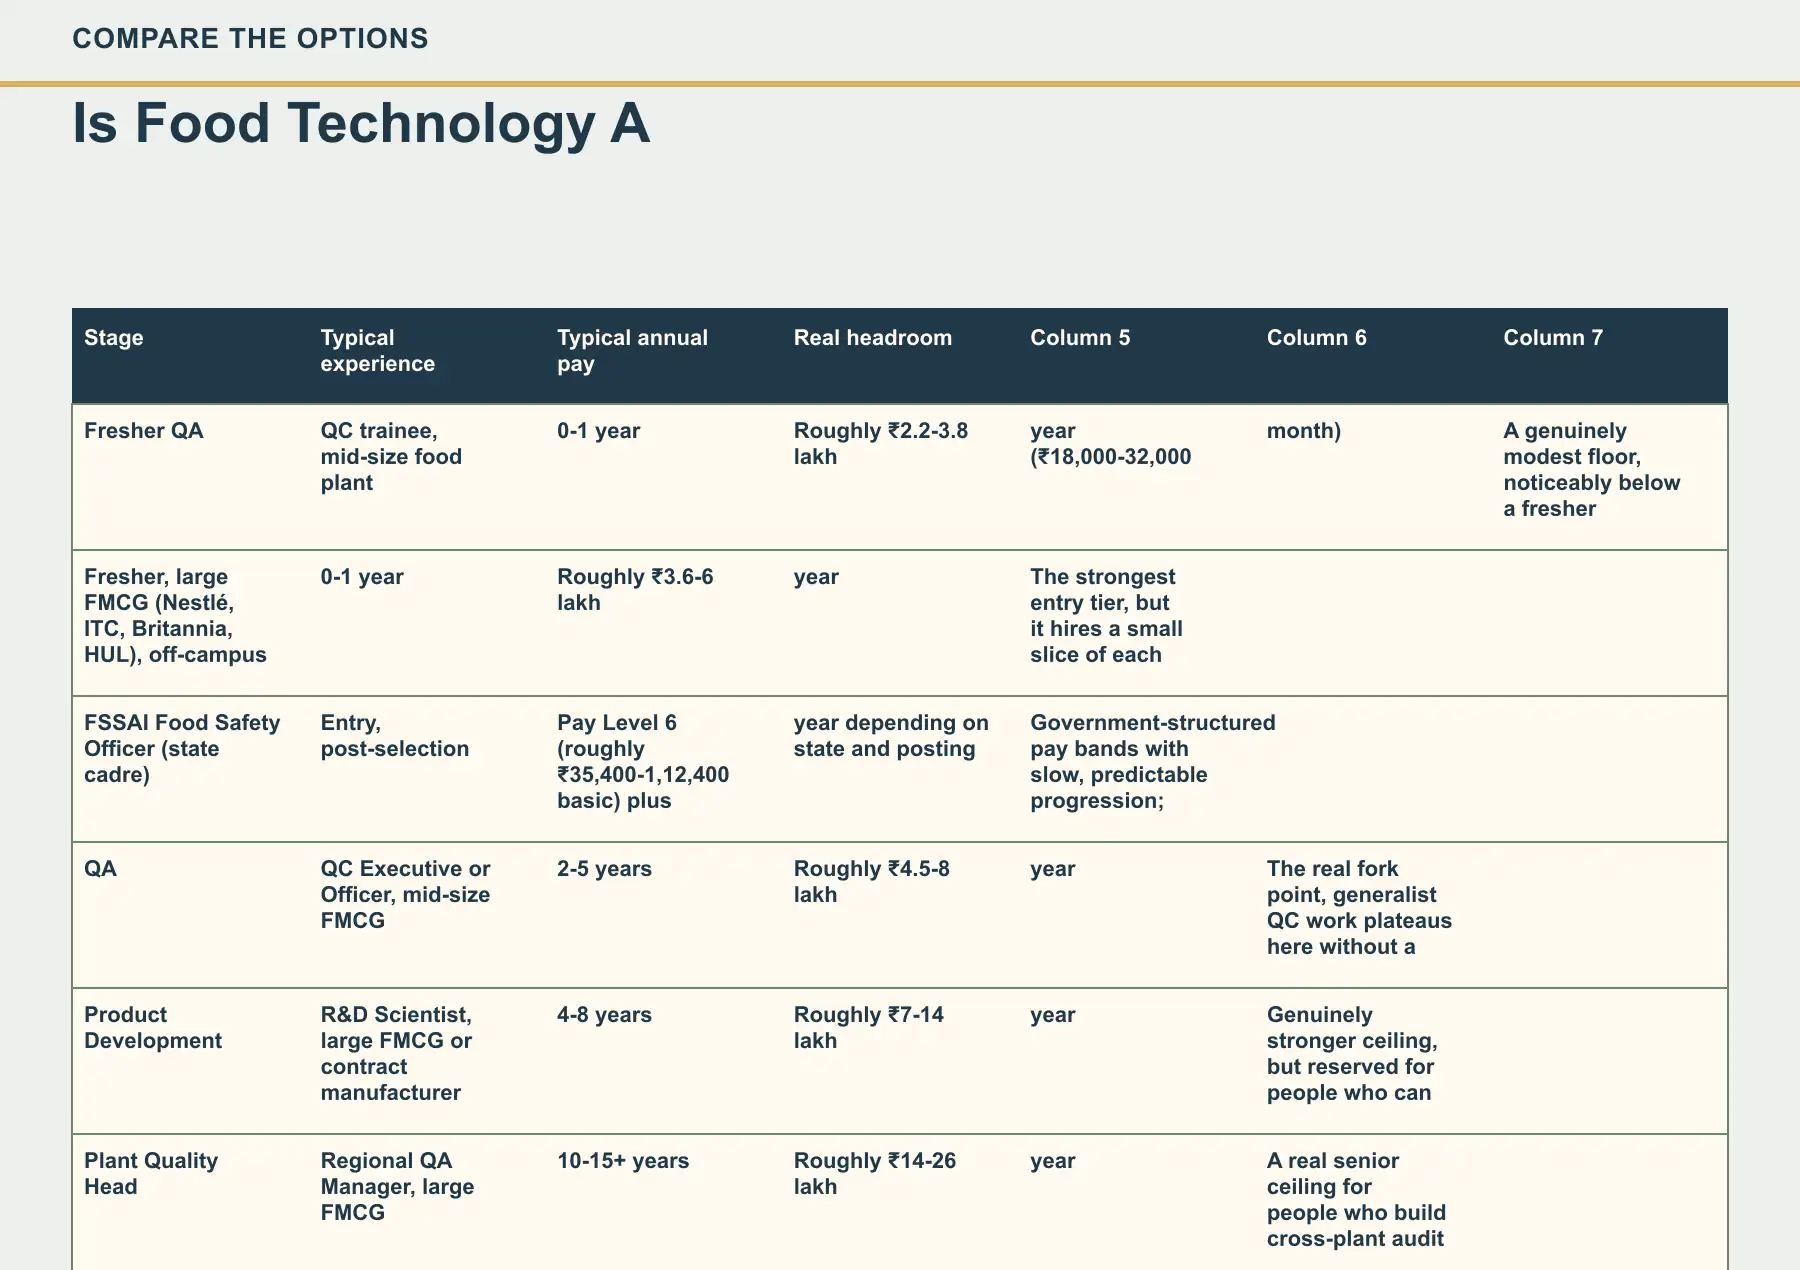 COMPARE THE OPTIONS
Is Food Technology A
Stage
Typical
experience
Typical annual
pay
Real headroom
Column 5
Column 6
Column 7
Fresher QA
QC trainee,
mid-size food
plant
0-1 year
Roughly ₹2.2-3.8
lakh
year
(₹18,000-32,000
month)
A genuinely
modest floor,
noticeably below
a fresher
Fresher, large
FMCG (Nestlé,
ITC, Britannia,
HUL), off-campus
0-1 year
Roughly ₹3.6-6
lakh
year
The strongest
entry tier, but
it hires a small
slice of each
FSSAI Food Safety
Officer (state
cadre)
Entry,
post-selection
Pay Level 6
(roughly
₹35,400-1,12,400
basic) plus
year depending on
state and posting
Government-structured
pay bands with
slow, predictable
progression;
QA
QC Executive or
Officer, mid-size
FMCG
2-5 years
Roughly ₹4.5-8
lakh
year
The real fork
point, generalist
QC work plateaus
here without a
Product
Development
R&D Scientist,
large FMCG or
contract
manufacturer
4-8 years
Roughly ₹7-14
lakh
year
Genuinely
stronger ceiling,
but reserved for
people who can
Plant Quality
Head
Regional QA
Manager, large
FMCG
10-15+ years
Roughly ₹14-26
lakh
year
A real senior
ceiling for
people who build
cross-plant audit